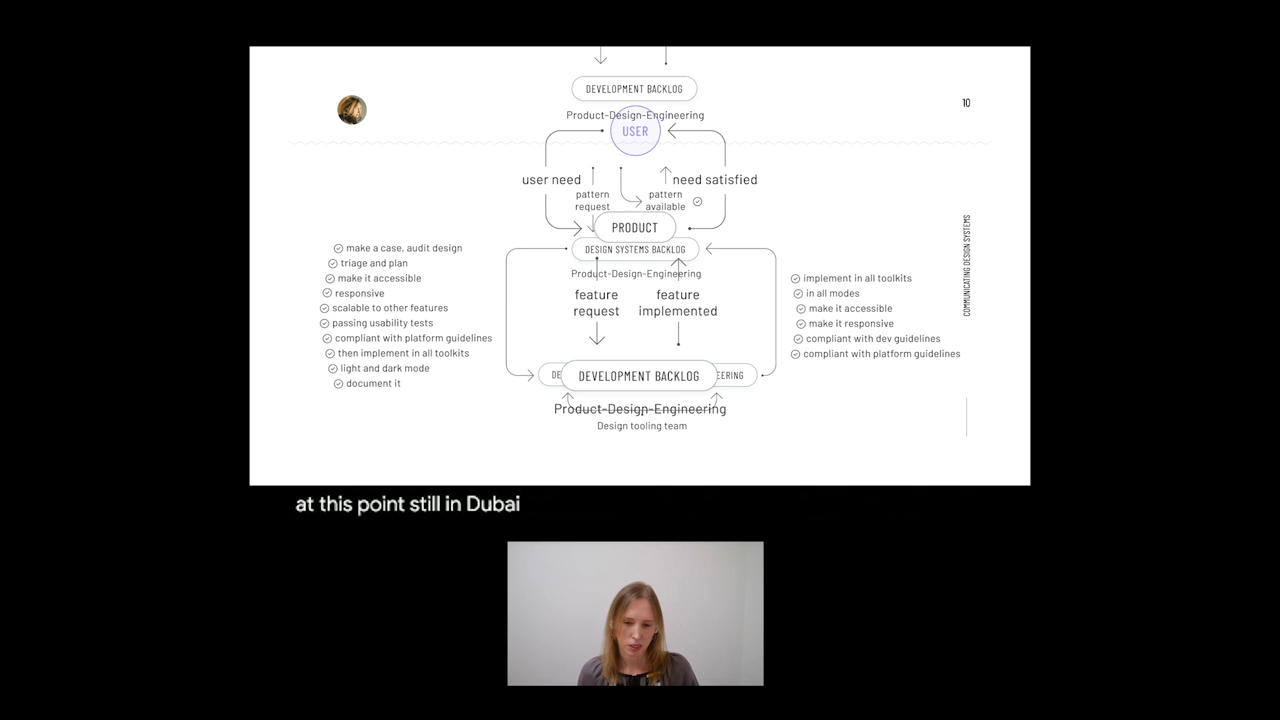 DEVELOPMENT BACKLOG
10
Product-Design-Engineering
USER
user need
need satisfied
pattern
request
pattern
available
PRODUCT
DESIGN SYSTEMS BACKLOG
Product-Design-Engineering
feature
request
feature
implemented
make a case, audit design
triage and plan
make it accessible
responsive
scalable to other features
passing usability tests
compliant with platform guidelines
then implement in all toolkits
light and dark mode
document it
implement in all toolkits
in all modes
make it accessible
make it responsive
compliant with dev guidelines
compliant with platform guidelines
COMMUNICATING DESIGN SYSTEMS
DEVELOPMENT BACKLOG
Product-Design-Engineering
Design tooling team
at this point still in Dubai